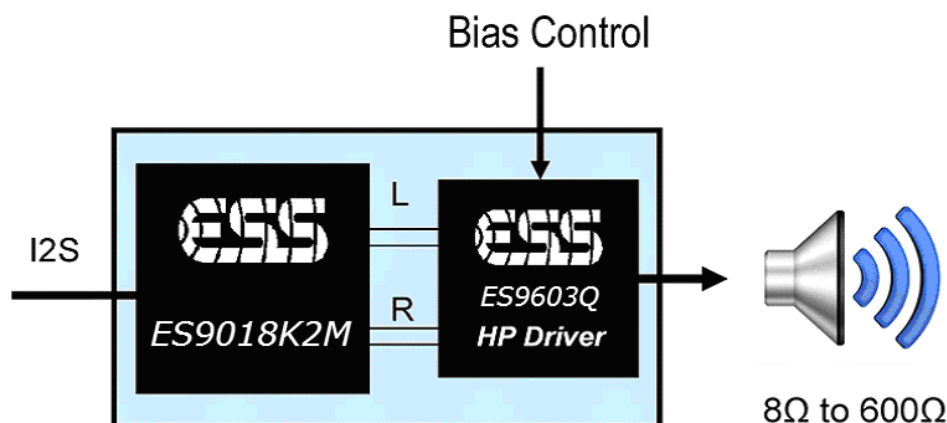 Bias Control
I2S
ESS
ES9018K2M
L
R
ESS
ES9603Q
HP Driver
8Ω to 600Ω